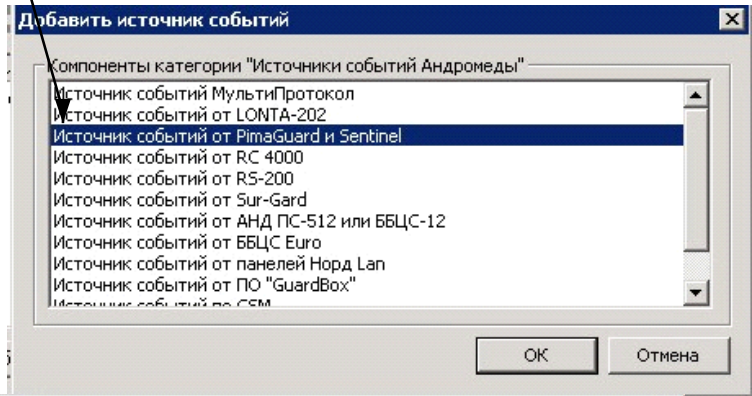 Добавить источник событий
Компоненты категории "Источники событий Андромеды"
Источник событий МультиПротокол
Источник событий от LONTA-202
Источник событий от PimaGuard и Sentinel
Источник событий от RC 4000
Источник событий от RS-200
Источник событий от Sur-Gard
Источник событий от АНД ПС-512 или ББЦС-12
Источник событий от ББЦС Euro
Источник событий от панелей Норд Lan
Источник событий от ПО "GuardBox"
Источник событий по
OK Отмена